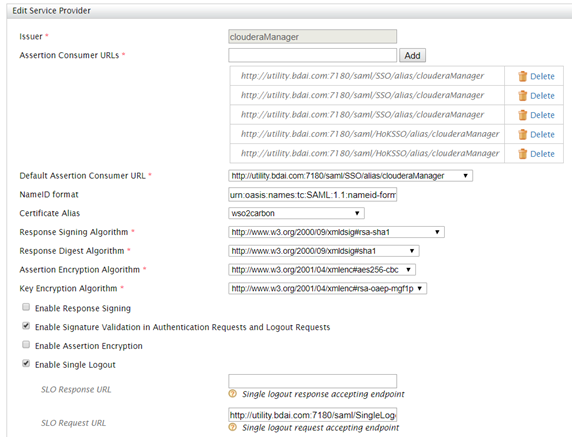 Edit Service Provider
Issuer * clouderaManager
Assertion Consumer URLs * Add
http://utility.bdai.com:7180/saml/SSO/alias/clouderaManager Delete
http://utility.bdai.com:7180/saml/SSO/alias/clouderaManager Delete
http://utility.bdai.com:7180/saml/SSO/alias/clouderaManager Delete
http://utility.bdai.com:7180/saml/HoKSSO/alias/clouderaManager Delete
http://utility.bdai.com:7180/saml/HoKSSO/alias/clouderaManager Delete
Default Assertion Consumer URL * http://utility.bdai.com:7180/saml/SSO/alias/clouderaManager
NameID format urn:oasis:names:tc:SAML:1.1:nameid-form
Certificate Alias wso2carbon
Response Signing Algorithm * http://www.w3.org/2000/09/xmldsig#rsa-sha1
Response Digest Algorithm * http://www.w3.org/2000/09/xmldsig#sha1
Assertion Encryption Algorithm * http://www.w3.org/2001/04/xmlenc#aes256-cbc
Key Encryption Algorithm * http://www.w3.org/2001/04/xmlenc#rsa-oaep-mgf1p
Enable Response Signing
Enable Signature Validation in Authentication Requests and Logout Requests
Enable Assertion Encryption
Enable Single Logout
SLO Response URL
Single logout response accepting endpoint
SLO Request URL http://utility.bdai.com:7180/saml/SingleLog
Single logout request accepting endpoint